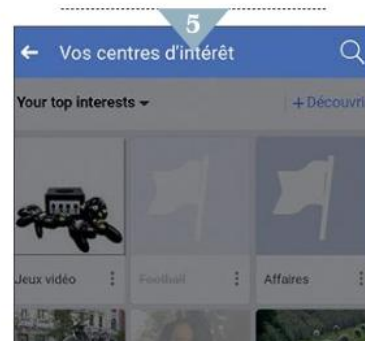 5
Vos centres d'intérêt
Your top interests
+ Découvri
Jeux vidéo
Football
Affaires